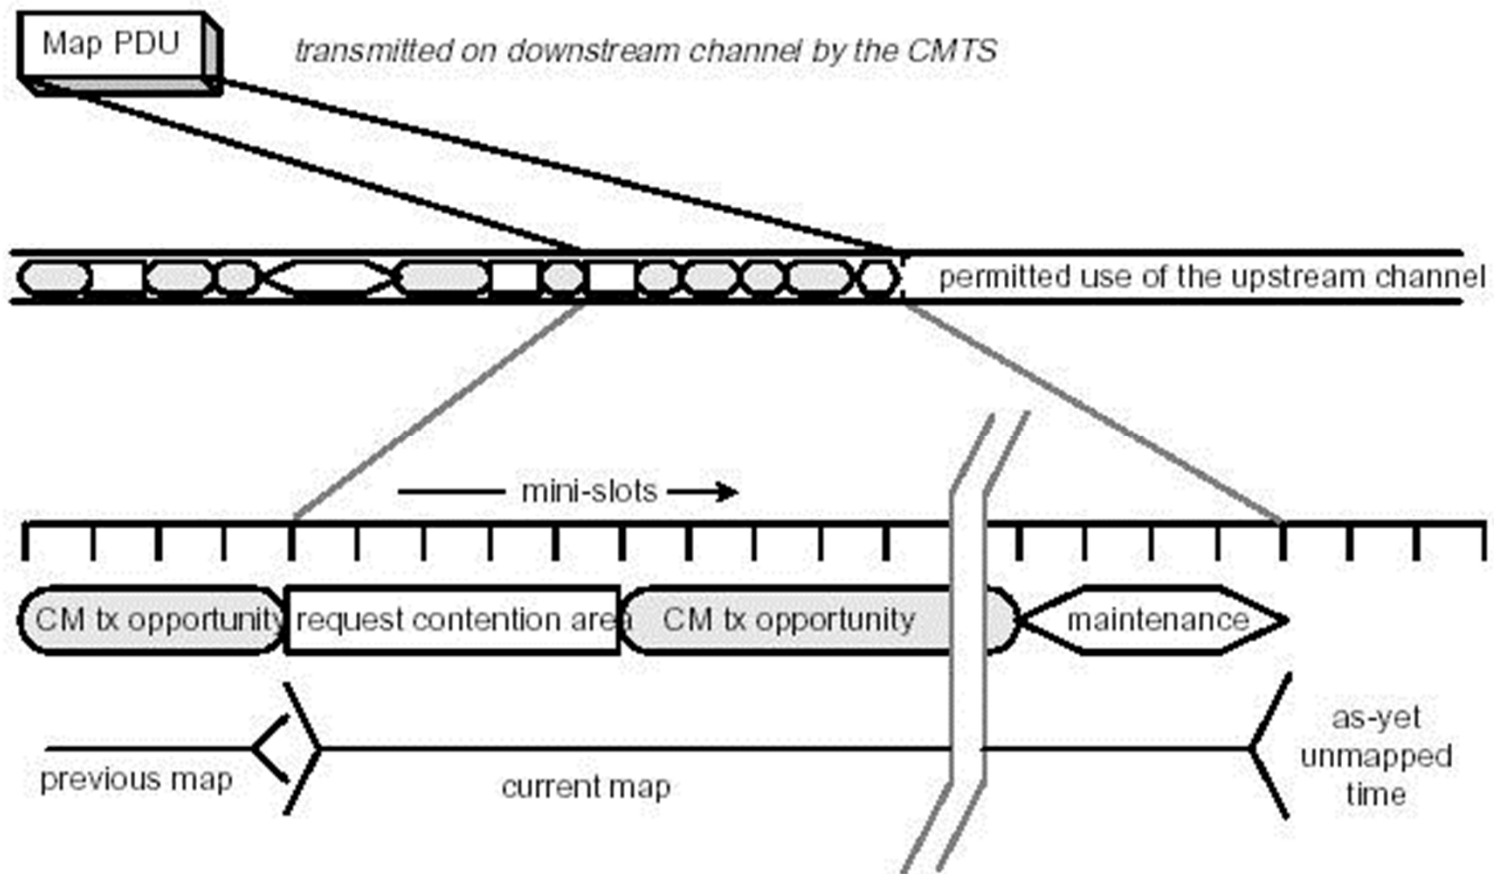 Map PDU
transmitted on downstream channel by the CMTS
permitted use of the upstream channel
mini-slots
CM tx opportunity
request contention area
CM tx opportunity
maintenance
previous map
current map
as-yet
unmapped
time